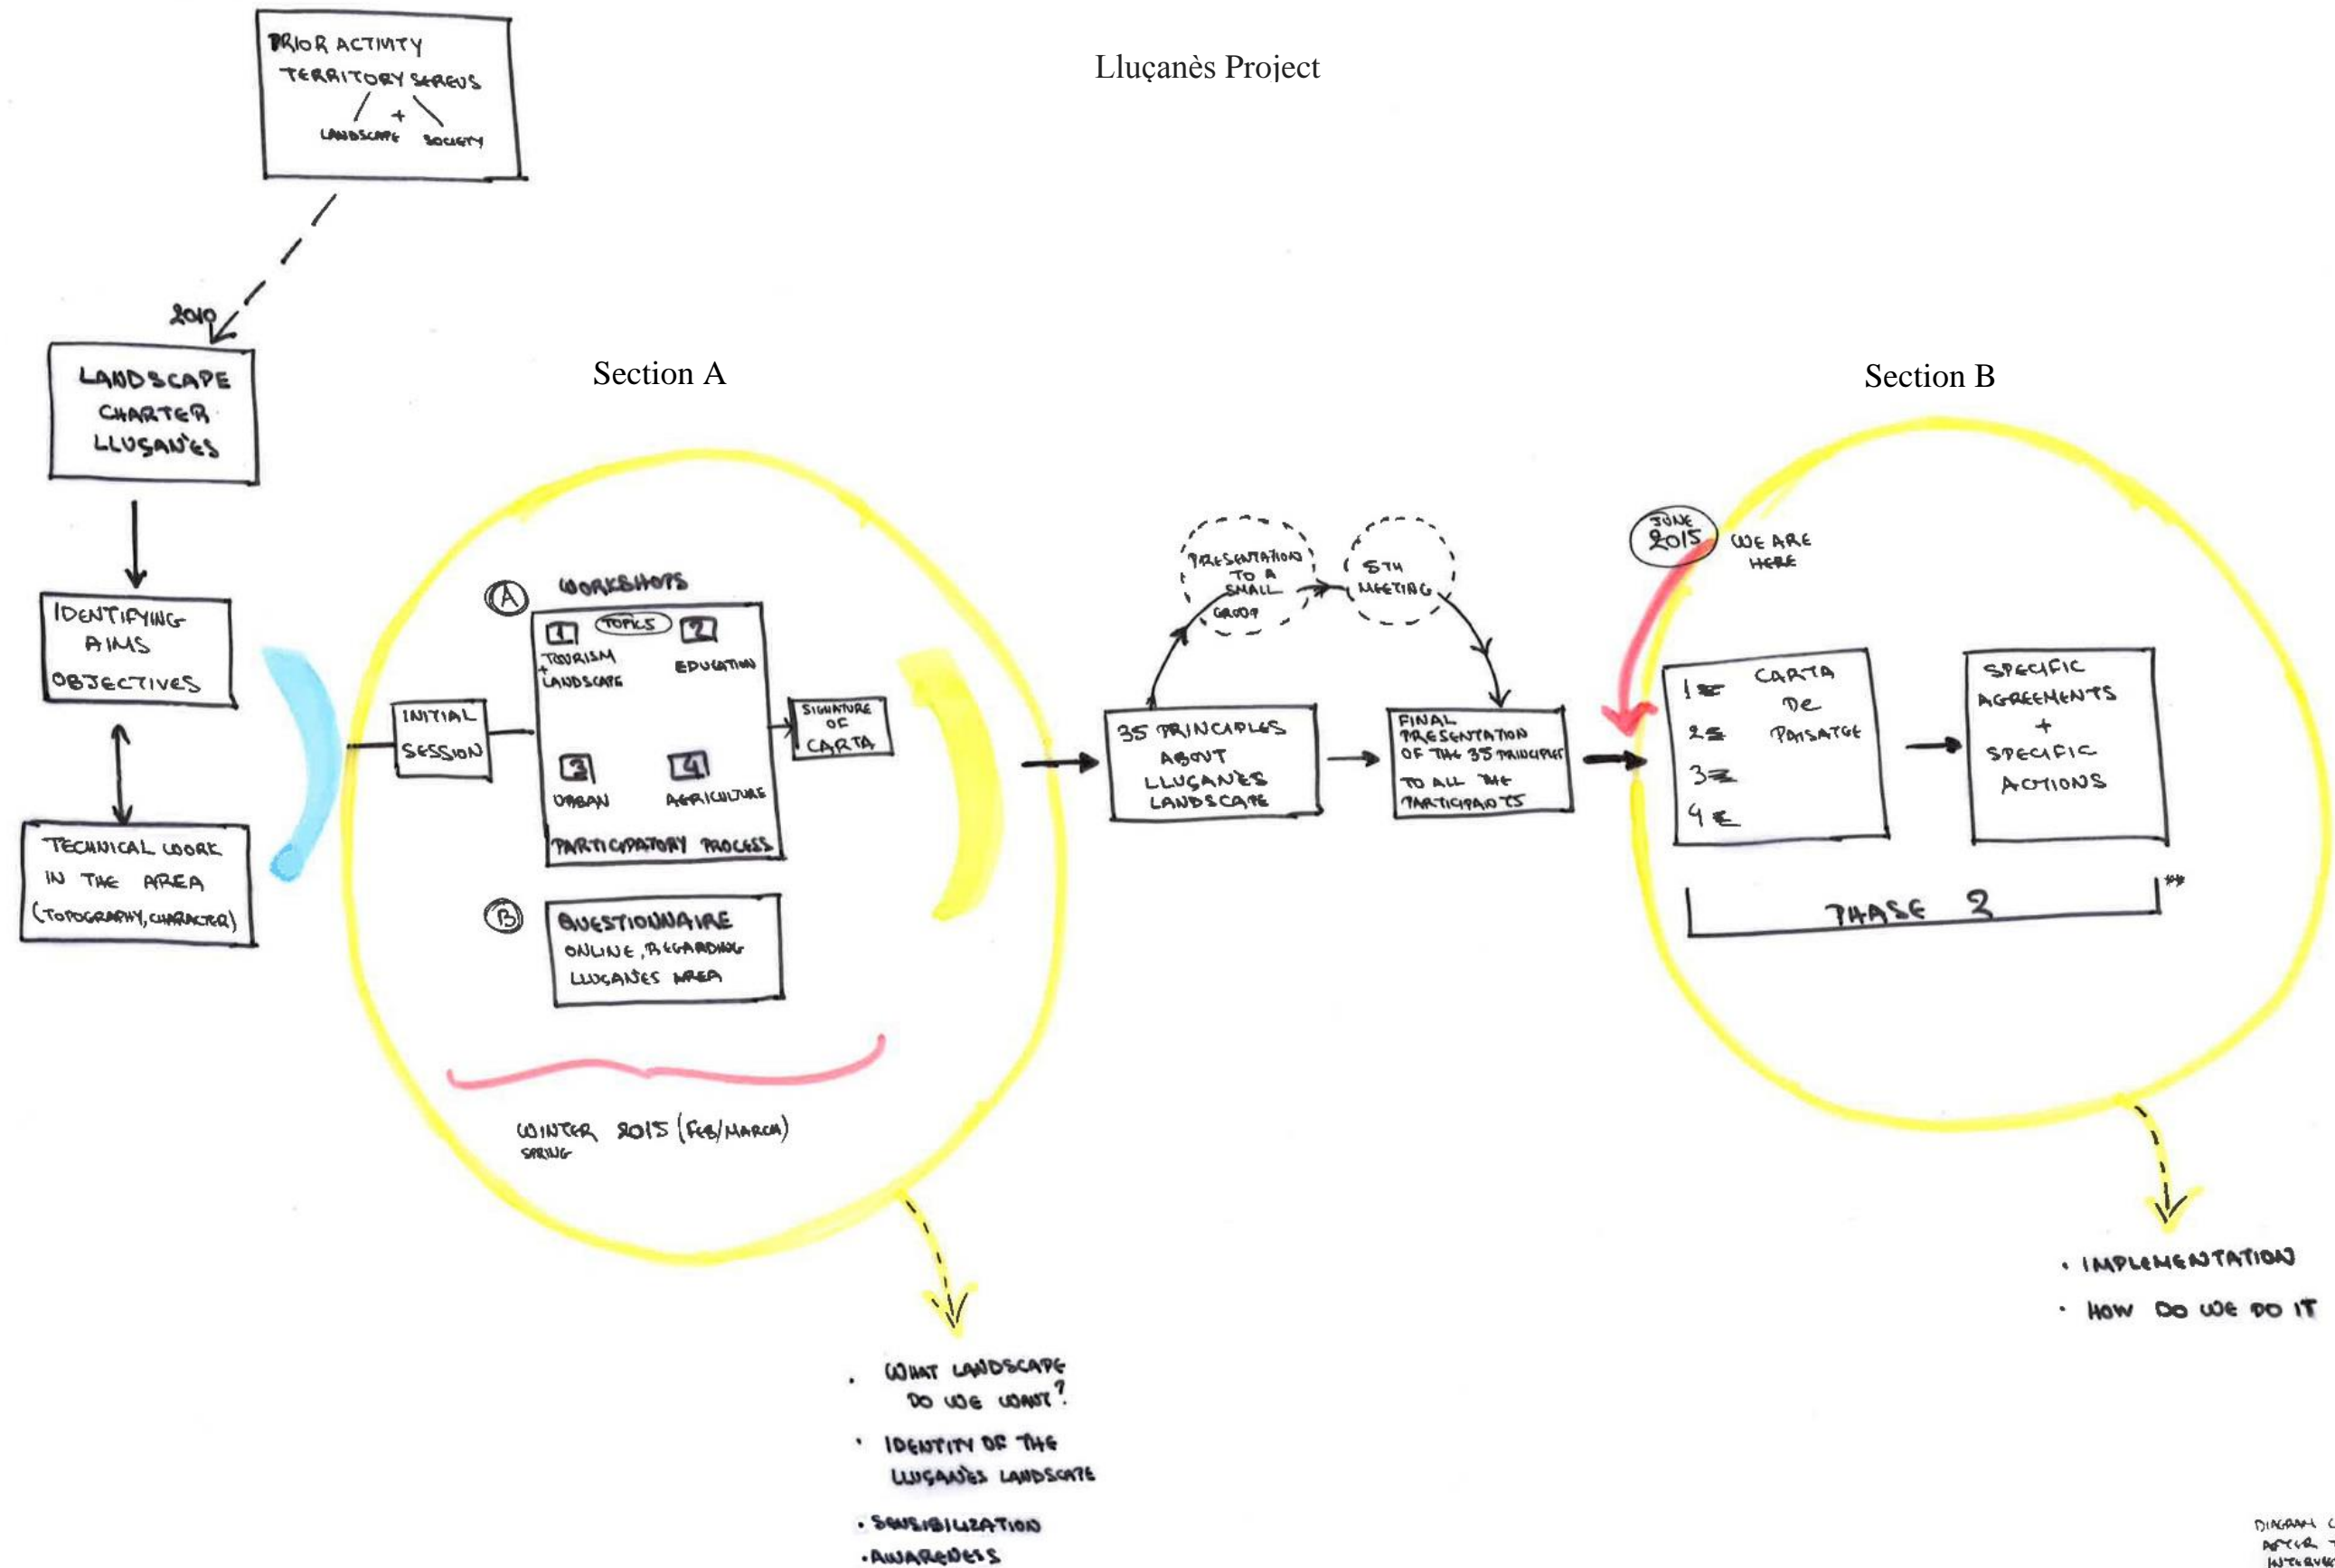 Lluçanès Project
PRIOR ACTIVITY
TERRITORY SEREUS
+
LANDSCAPE SOCIETY
2010
LANDSCAPE
CHARTER
LLUÇANÈS
IDENTIFYING
AIMS
OBJECTIVES
TECHNICAL WORK
IN THE AREA
(TOPOGRAPHY, CHARACTER)
Section A
INITIAL
SESSION
A WORKSHOPS
1 TOPICS 2
TOURISM
+
LANDSCAPE
EDUCATION
3 4
URBAN AGRICULTURE
PARTICIPATORY PROCESS
B QUESTIONNAIRE
ONLINE, REGARDING
LLUÇANÈS AREA
SIGNATURE
OF
CARTA
WINTER 2015 (FEB/MARCH)
SPRING
. WHAT LANDSCAPE
DO WE WANT?
. IDENTITY OF THE
LLUÇANÈS LANDSCAPE
. SENSIBILIZATION
. AWARENESS
35 PRINCIPLES
ABOUT
LLUÇANÈS
LANDSCAPE
PRESENTATION
TO A
SMALL
GROUP
5TH
MEETING
FINAL
PRESENTATION
OF THE 35 PRINCIPLES
TO ALL THE
PARTICIPANTS
Section B
JUNE
2015
WE ARE
HERE
1 CARTA
DE
2 PAISATGE
3
4
SPECIFIC
AGREEMENTS
+
SPECIFIC
ACTIONS
PHASE 2 **
. IMPLEMENTATION
. HOW DO WE DO IT
DIAGRAM
AFTER